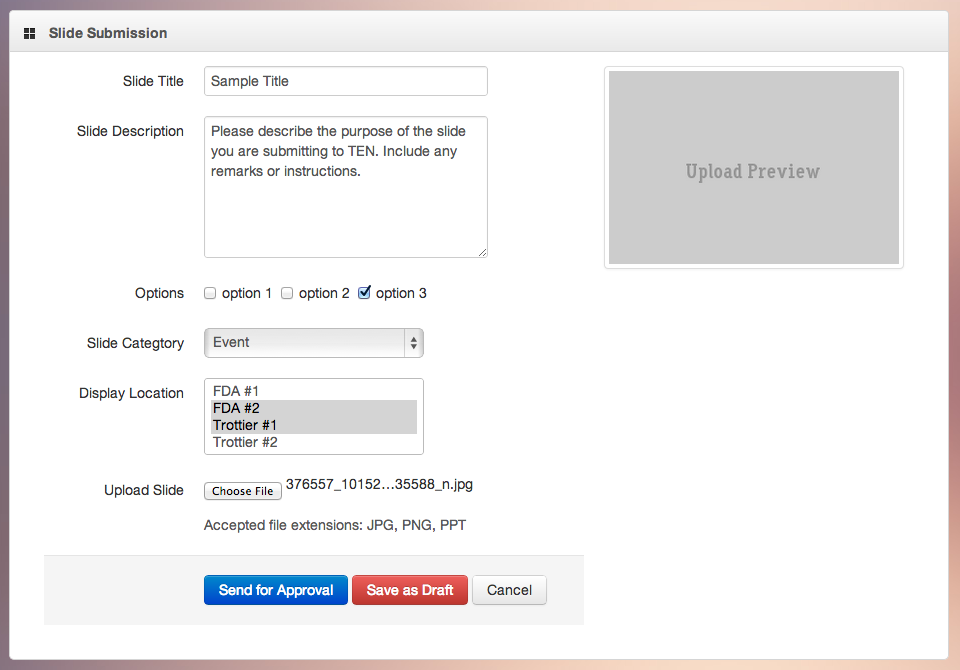 Slide Submission
Slide Title
Sample Title
Slide Description
Please describe the purpose of the slide
you are submitting to TEN. Include any
remarks or instructions.
Upload Preview
Options
option 1
option 2
option 3
Slide Categtory
Event
Display Location
FDA #1
FDA #2
Trottier #1
Trottier #2
Upload Slide
Choose File
376557_10152...35588_n.jpg
Accepted file extensions: JPG, PNG, PPT
Send for Approval
Save as Draft
Cancel